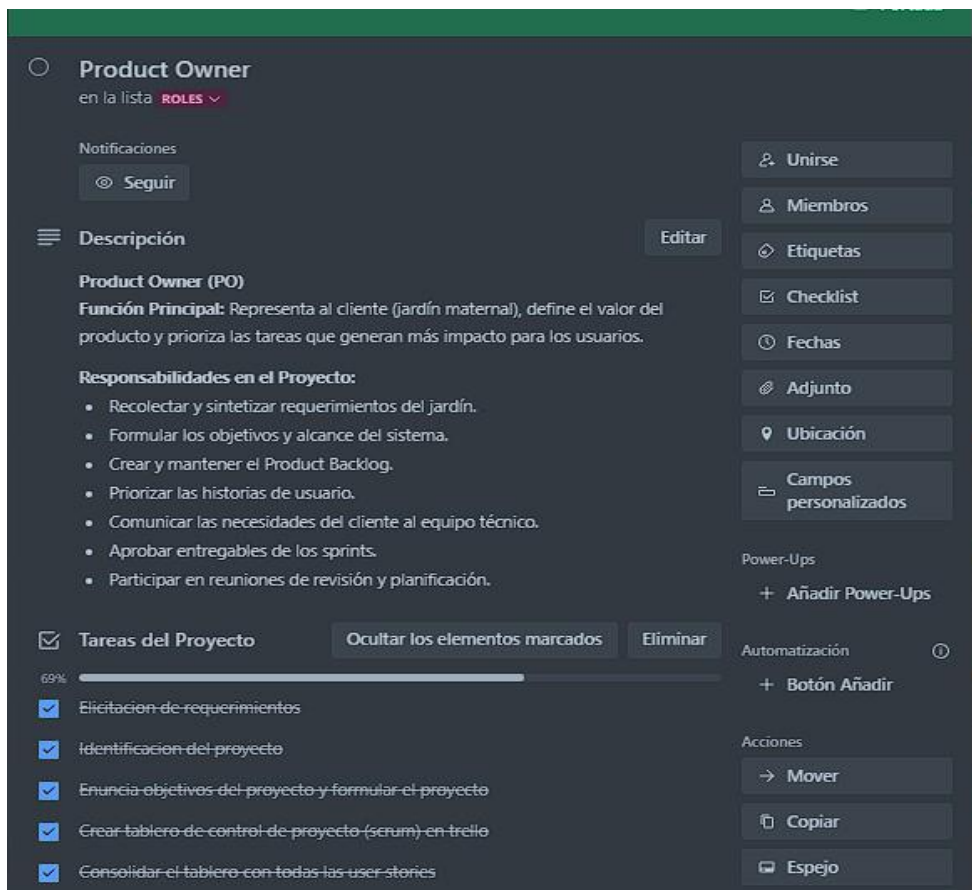 Product Owner
en la lista ROLES
Notificaciones
Seguir
Descripción
Editar
Product Owner (PO)
Función Principal: Representa al cliente (jardín maternal), define el valor del
producto y prioriza las tareas que generan más impacto para los usuarios.
Responsabilidades en el Proyecto:
• Recolectar y sintetizar requerimientos del jardín.
• Formular los objetivos y alcance del sistema.
• Crear y mantener el Product Backlog.
• Priorizar las historias de usuario.
• Comunicar las necesidades del cliente al equipo técnico.
• Aprobar entregables de los sprints.
• Participar en reuniones de revisión y planificación.
Tareas del Proyecto
Ocultar los elementos marcados
Eliminar
69%
Elicitacion de requerimientos
Identificacion del proyecto
Enuncia objetivos del proyecto y formular el proyecto
Crear tablero de control de proyecto (scrum) en trello
Consolidar el tablero con todas las user stories
Unirse
Miembros
Etiquetas
Checklist
Fechas
Adjunto
Ubicación
Campos
personalizados
Power-Ups
+ Añadir Power-Ups
Automatización
+ Botón Añadir
Acciones
→ Mover
Copiar
Espejo